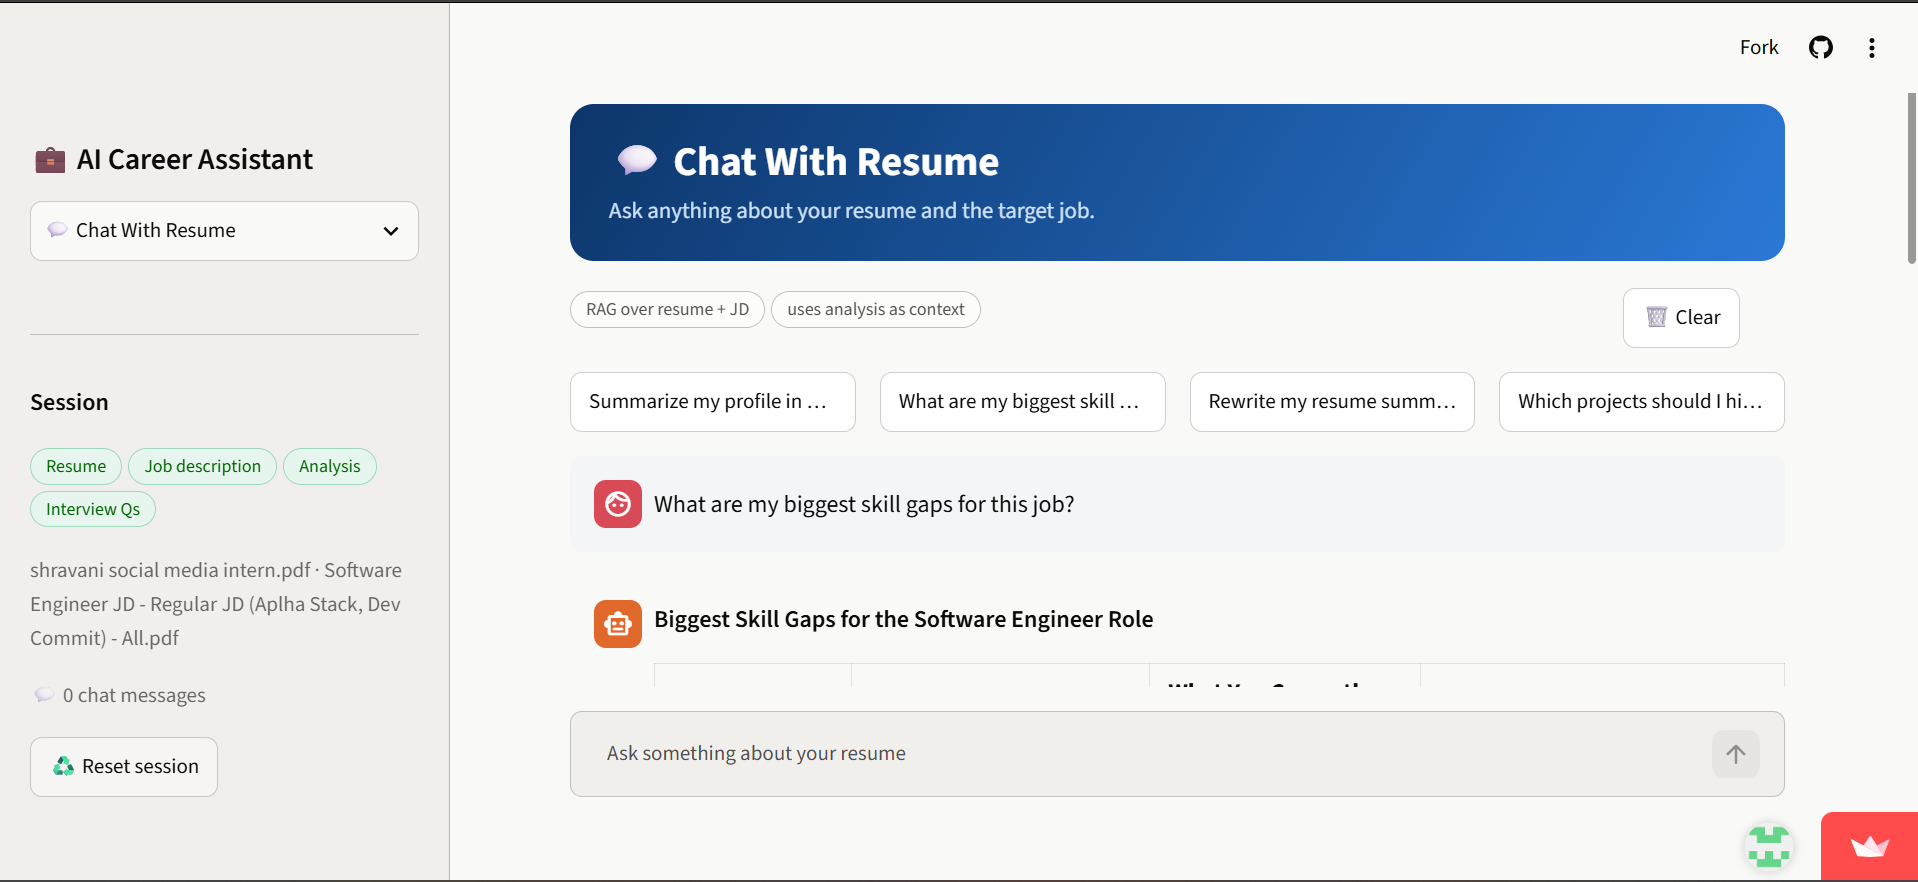 Fork
AI Career Assistant
Chat With Resume
Session
Resume
Job description
Analysis
Interview Qs
shravani social media intern.pdf · Software
Engineer JD - Regular JD (Aplha Stack, Dev
Commit) - All.pdf
0 chat messages
Reset session
Chat With Resume
Ask anything about your resume and the target job.
RAG over resume + JD
uses analysis as context
Clear
Summarize my profile in ...
What are my biggest skill ...
Rewrite my resume summ...
Which projects should I hi...
What are my biggest skill gaps for this job?
Biggest Skill Gaps for the Software Engineer Role
Ask something about your resume